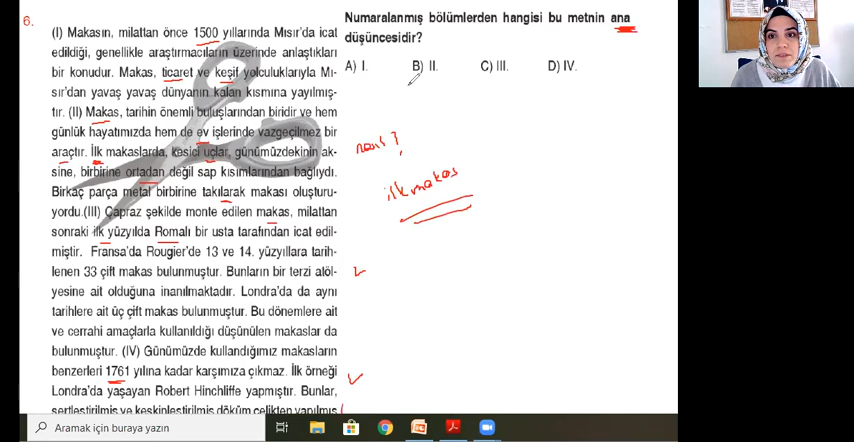 6.
(I) Makasın, milattan önce 1500 yıllarında Mısır'da icat
edildiği, genellikle araştırmacıların üzerinde anlaştıkları
bir konudur. Makas, ticaret ve keşif yolculuklarıyla Mı-
sır'dan yavaş yavaş dünyanın kalan kısmına yayılmış-
tır. (II) Makas, tarihin önemli buluşlarından biridir ve hem
günlük hayatımızda hem de ev işlerinde vazgeçilmez bir
araçtır. İlk makaslarda, kesici uçlar, günümüzdekinin ak-
sine, birbirine ortadan değil sap kısımlarından bağlıydı.
Birkaç parça metal birbirine takılarak makası oluşturu-
yordu.(III) Çapraz şekilde monte edilen makas, milattan
sonraki ilk yüzyılda Romalı bir usta tarafından icat edil-
miştir. Fransa'da Rougier'de 13 ve 14. yüzyıllara tarih-
lenen 33 çift makas bulunmuştur. Bunların bir terzi atöl-
yesine ait olduğuna inanılmaktadır. Londra'da da aynı
tarihlere ait üç çift makas bulunmuştur. Bu dönemlere ait
ve cerrahi amaçlarla kullanıldığı düşünülen makaslar da
bulunmuştur. (IV) Günümüzde kullandığımız makasların
benzerleri 1761 yılına kadar karşımıza çıkmaz. İlk örneği
Londra'da yaşayan Robert Hinchliffe yapmıştır. Bunlar,
sertleştirilmiş ve keskinleştirilmiş döküm çelikten yapılmış
Numaralanmış bölümlerden hangisi bu metnin ana
düşüncesidir?
A) I. B) II. C) III. D) IV.
ilk makas
Aramak için buraya yazın